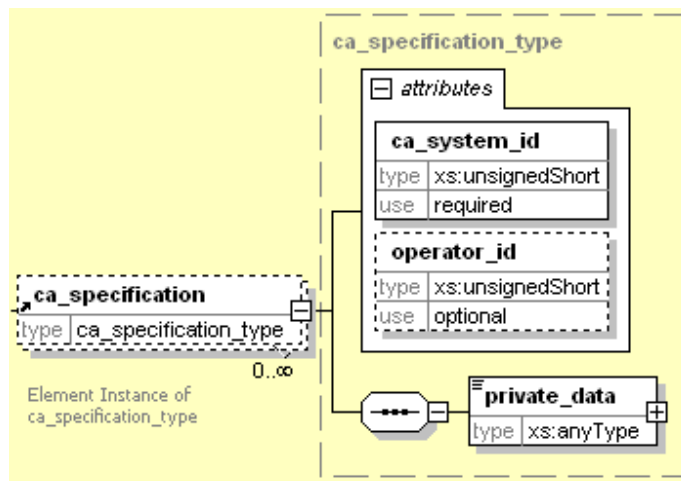 ca_specification_type
attributes
ca_system_id
type xs:unsignedShort
use required
operator_id
type xs:unsignedShort
use optional
ca_specification
type ca_specification_type
0..∞
Element Instance of
ca_specification_type
private_data
type xs:anyType